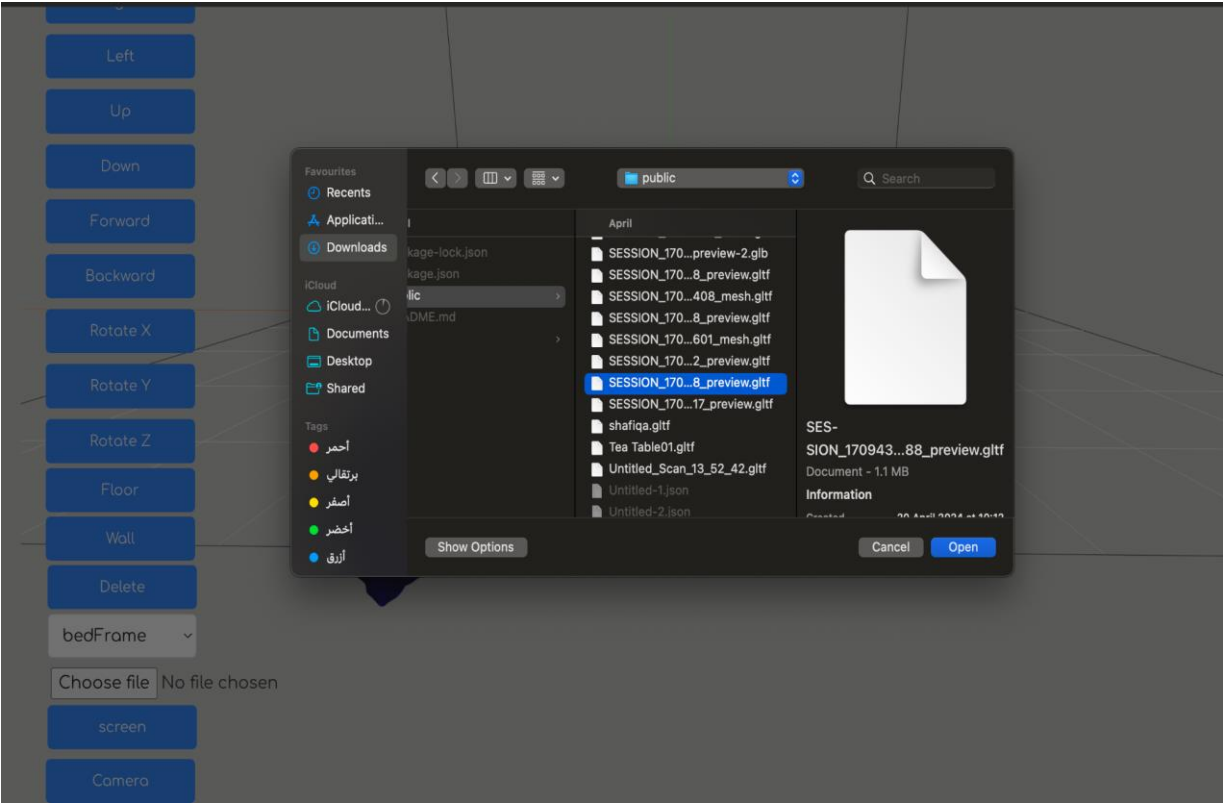 Left
Up
Down
Forward
Backward
Rotate X
Rotate Y
Rotate Z
Floor
Wall
Delete
bedFrame
Choose file No file chosen
screen
Camera
Favourites
Recents
Applicati...
Downloads
iCloud
iCloud...
Documents
Desktop
Shared
Tags
أحمر
برتقالي
أصفر
أخضر
أزرق
public
Search
kage-lock.json
kage.json
lic
DME.md
April
SESSION_170...preview-2.glb
SESSION_170...8_preview.gltf
SESSION_170...408_mesh.gltf
SESSION_170...8_preview.gltf
SESSION_170...601_mesh.gltf
SESSION_170...2_preview.gltf
SESSION_170...8_preview.gltf
SESSION_170...17_preview.gltf
shafiqa.gltf
Tea Table01.gltf
Untitled_Scan_13_52_42.gltf
Untitled-1.json
Untitled-2.json
SES-
SION_170943...88_preview.gltf
Document - 1.1 MB
Information
Show Options
Cancel
Open